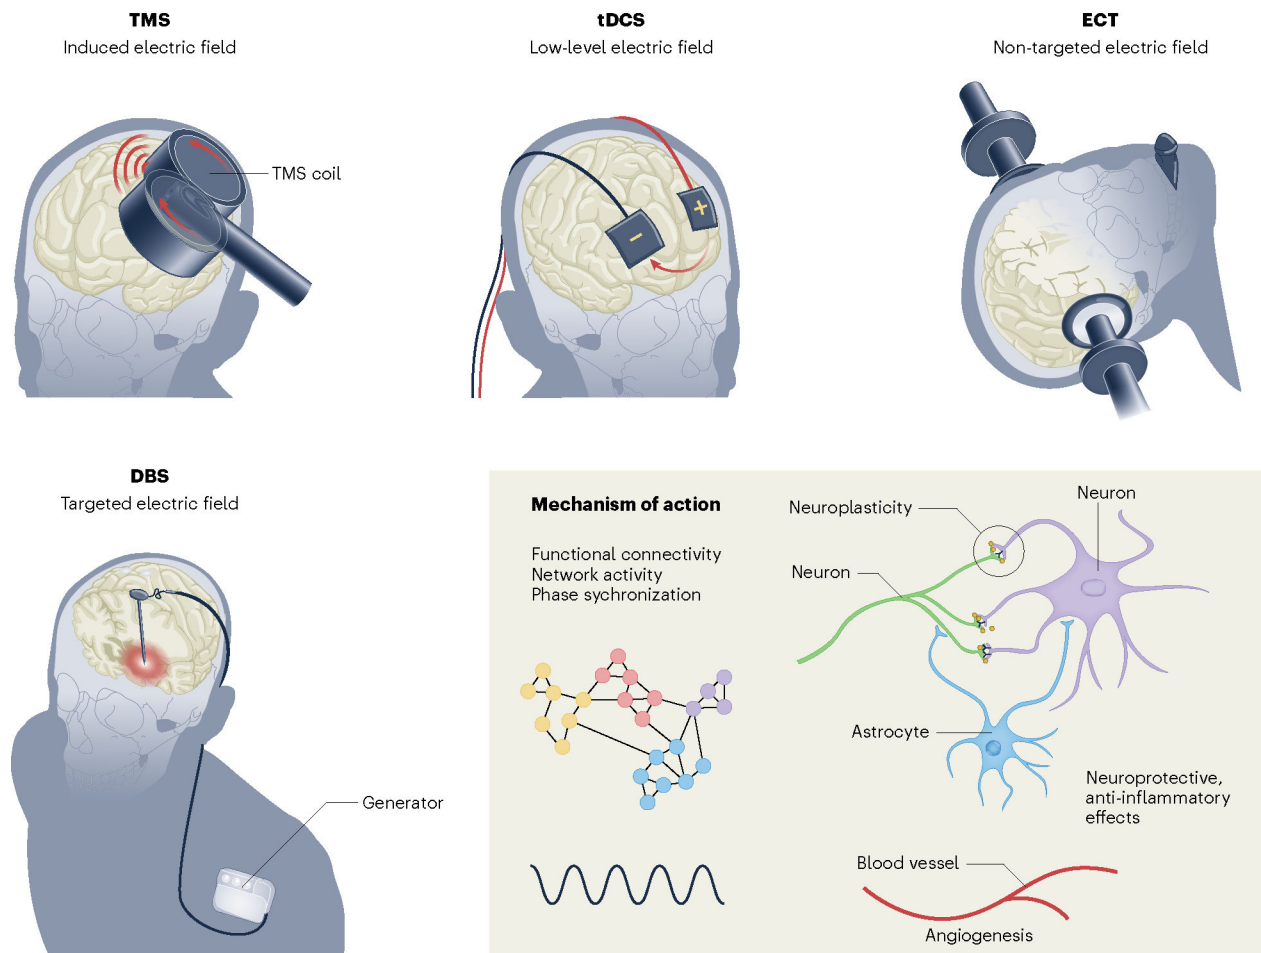 TMS
Induced electric field
TMS coil
tDCS
Low-level electric field
+
−
ECT
Non-targeted electric field
DBS
Targeted electric field
Generator
Mechanism of action
Functional connectivity
Network activity
Phase sychronization
Neuroplasticity
Neuron
Neuron
Astrocyte
Neuroprotective,
anti-inflammatory
effects
Blood vessel
Angiogenesis